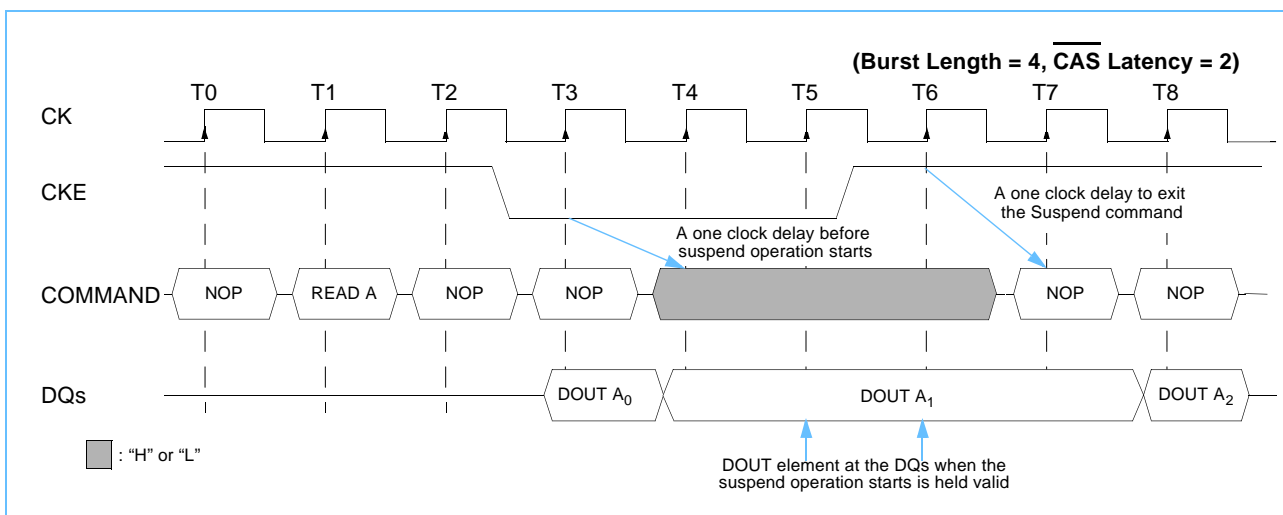 (Burst Length = 4, CAS Latency = 2)
T0 T1 T2 T3 T4 T5 T6 T7 T8
CK
CKE
A one clock delay to exit
the Suspend command
A one clock delay before
suspend operation starts
COMMAND NOP READ A NOP NOP NOP NOP
DQs DOUT A0 DOUT A1 DOUT A2
: “H” or “L”
DOUT element at the DQs when the
suspend operation starts is held valid